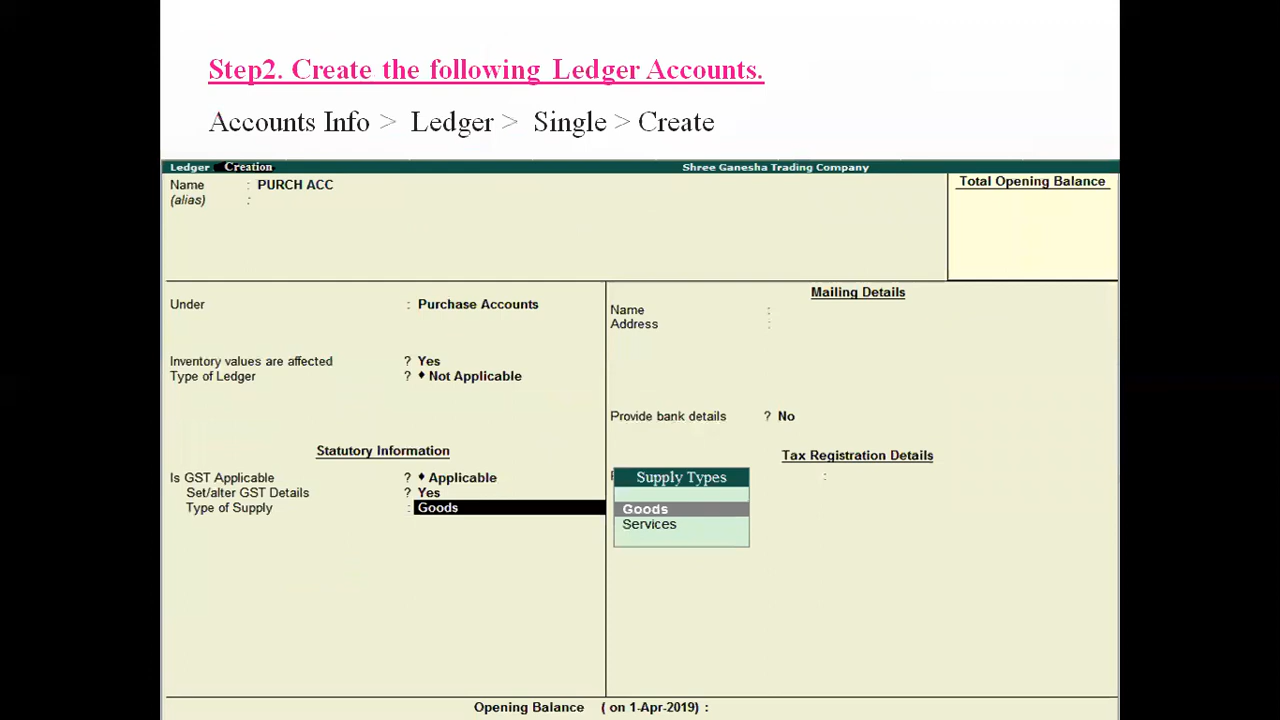 Step2. Create the following Ledger Accounts.
Accounts Info > Ledger > Single > Create
Ledger Creation Shree Ganesha Trading Company
Name : PURCH ACC
(alias) :
Total Opening Balance
Under : Purchase Accounts
Inventory values are affected ? Yes
Type of Ledger ? ♦ Not Applicable
Statutory Information
Is GST Applicable ? ♦ Applicable
Set/alter GST Details ? Yes
Type of Supply : Goods
Mailing Details
Name :
Address :
Provide bank details ? No
Tax Registration Details
:
Supply Types
Goods
Services
Opening Balance ( on 1-Apr-2019) :